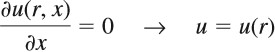 ∂u(r, x)/∂x = 0 → u = u(r)